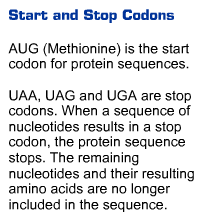 Start and Stop Codons
AUG (Methionine) is the start
codon for protein sequences.
UAA, UAG and UGA are stop
codons. When a sequence of
nucleotides results in a stop
codon, the protein sequence
stops. The remaining
nucleotides and their resulting
amino acids are no longer
included in the sequence.